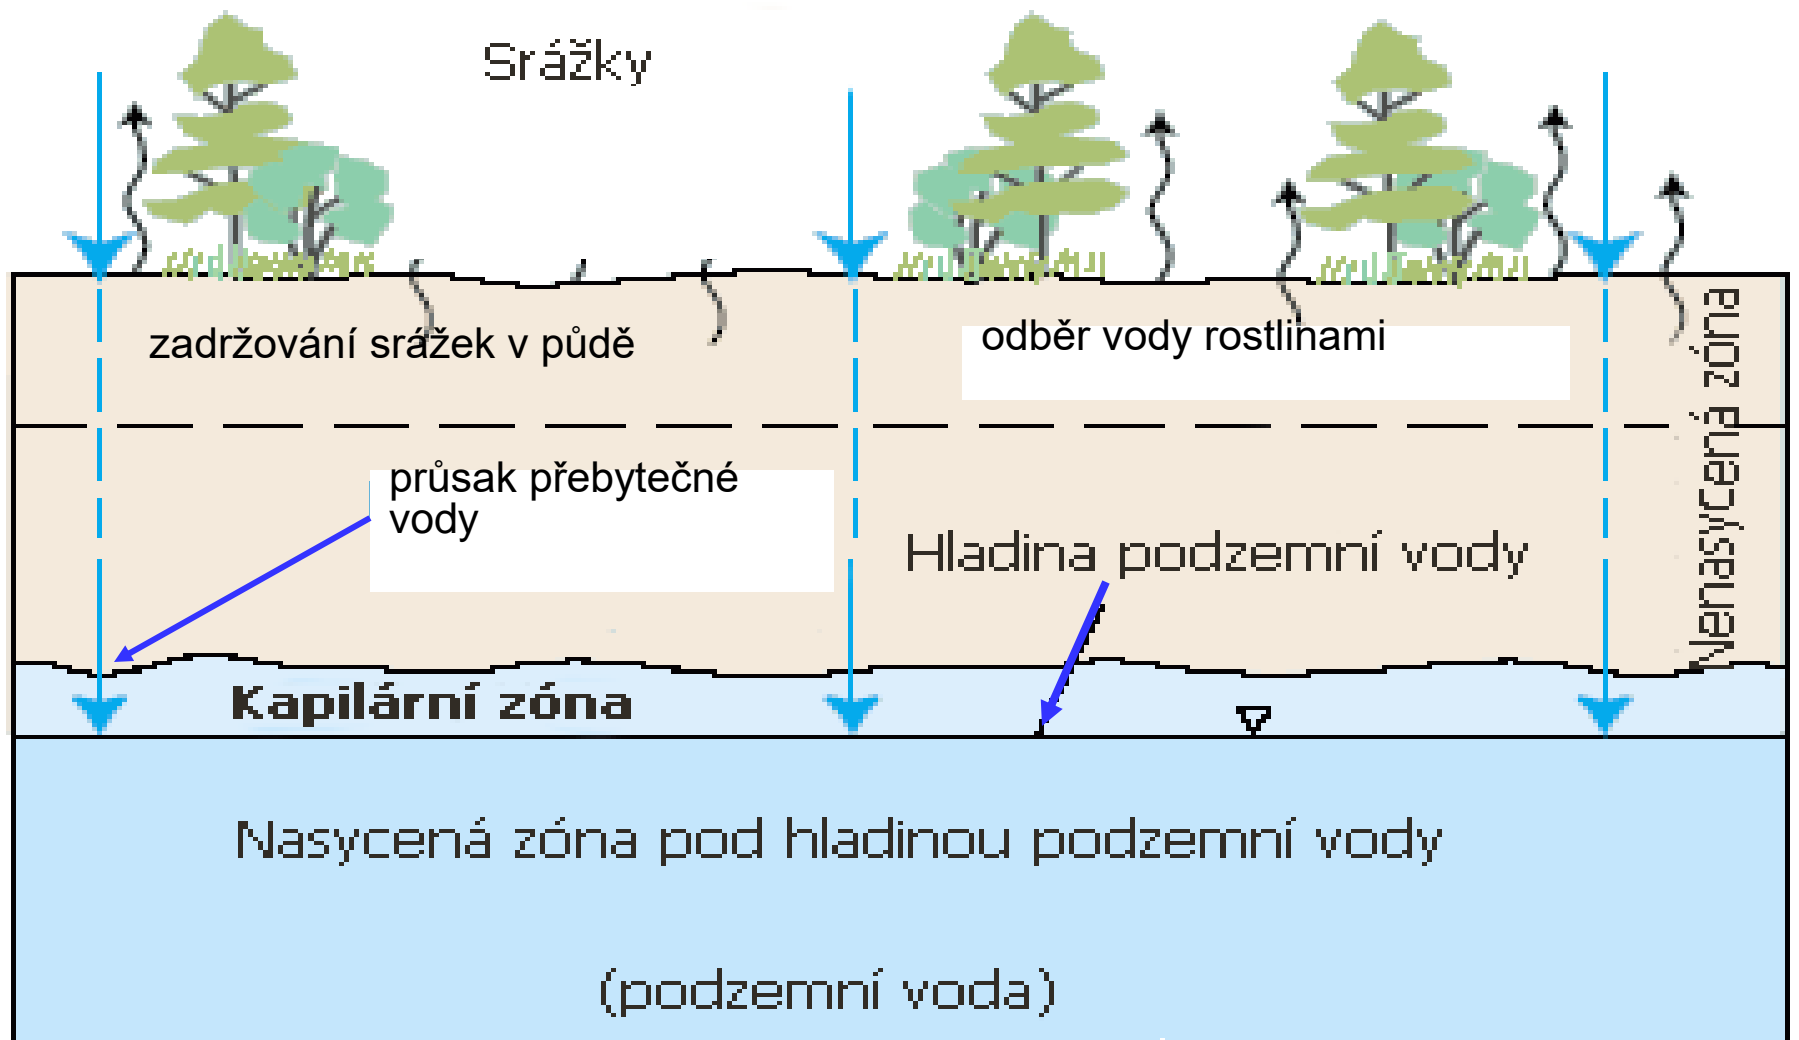 Srážky
zadržování srážek v půdě
odběr vody rostlinami
Nenasycená zóna
průsak přebytečné
vody
Hladina podzemní vody
Kapilární zóna
Nasycená zóna pod hladinou podzemní vody
(podzemní voda)